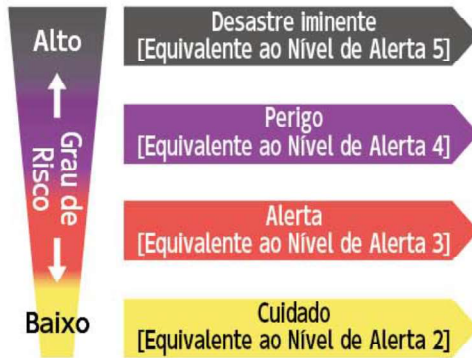 Alto
Grau de
Risco
Baixo
Desastre iminente
[Equivalente ao Nível de Alerta 5]
Perigo
[Equivalente ao Nível de Alerta 4]
Alerta
[Equivalente ao Nível de Alerta 3]
Cuidado
[Equivalente ao Nível de Alerta 2]